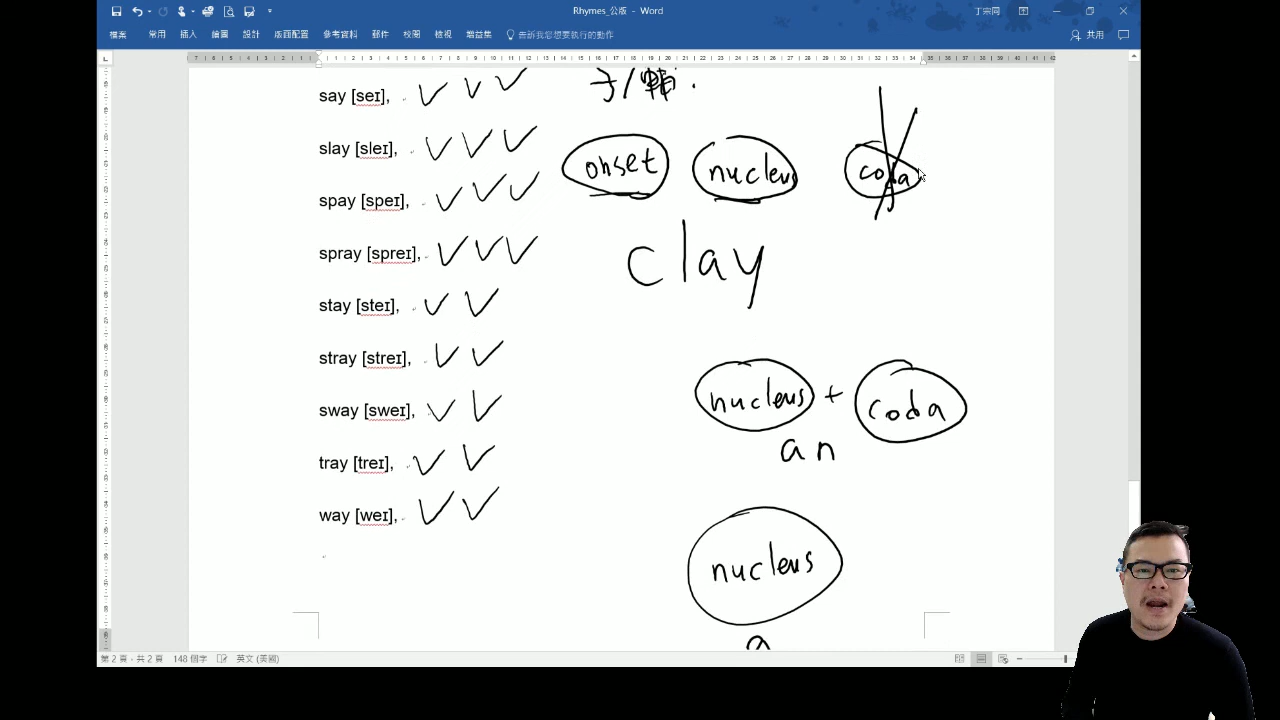 Rhymes_公版 - Word
丁宗同
檔案 常用 插入 繪圖 設計 版面配置 參考資料 郵件 校閱 檢視 增益集 告訴我您想要執行的動作 共用
子/輔.
say [seɪ],
slay [sleɪ],
onset nucleus coda
spay [speɪ],
spray [spreɪ],
clay
stay [steɪ],
stray [streɪ],
sway [sweɪ],
nucleus + coda
an
tray [treɪ],
way [weɪ],
nucleus
a
第 2 頁，共 2 頁 148 個字 英文 (美國)